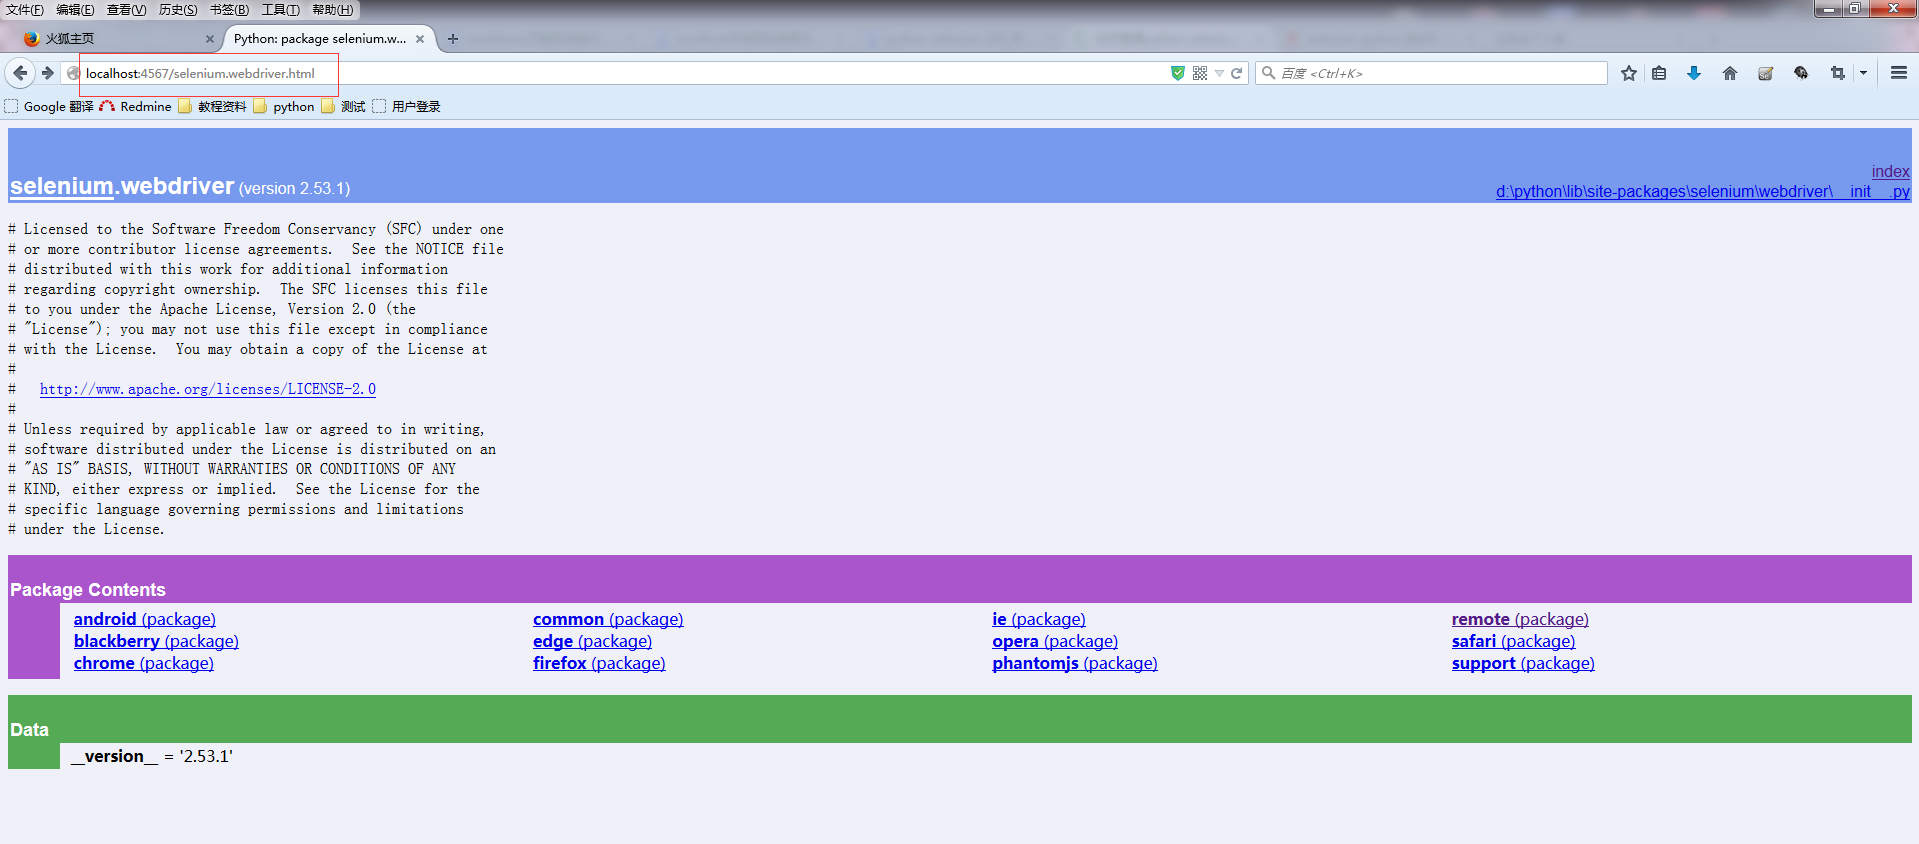 文件(F) 编辑(E) 查看(V) 历史(S) 书签(B) 工具(T) 帮助(H)
火狐主页 × Python: package selenium.w... × +
localhost:4567/selenium.webdriver.html 百度 <Ctrl+K>
Google 翻译 Redmine 教程资料 python 测试 用户登录
index
selenium.webdriver (version 2.53.1) d:\python\lib\site-packages\selenium\webdriver\__init__.py
# Licensed to the Software Freedom Conservancy (SFC) under one
# or more contributor license agreements.  See the NOTICE file
# distributed with this work for additional information
# regarding copyright ownership.  The SFC licenses this file
# to you under the Apache License, Version 2.0 (the
# "License"); you may not use this file except in compliance
# with the License.  You may obtain a copy of the License at
#
#   http://www.apache.org/licenses/LICENSE-2.0
#
# Unless required by applicable law or agreed to in writing,
# software distributed under the License is distributed on an
# "AS IS" BASIS, WITHOUT WARRANTIES OR CONDITIONS OF ANY
# KIND, either express or implied.  See the License for the
# specific language governing permissions and limitations
# under the License.
Package Contents
android (package) common (package) ie (package) remote (package)
blackberry (package) edge (package) opera (package) safari (package)
chrome (package) firefox (package) phantomjs (package) support (package)
Data
__version__ = '2.53.1'